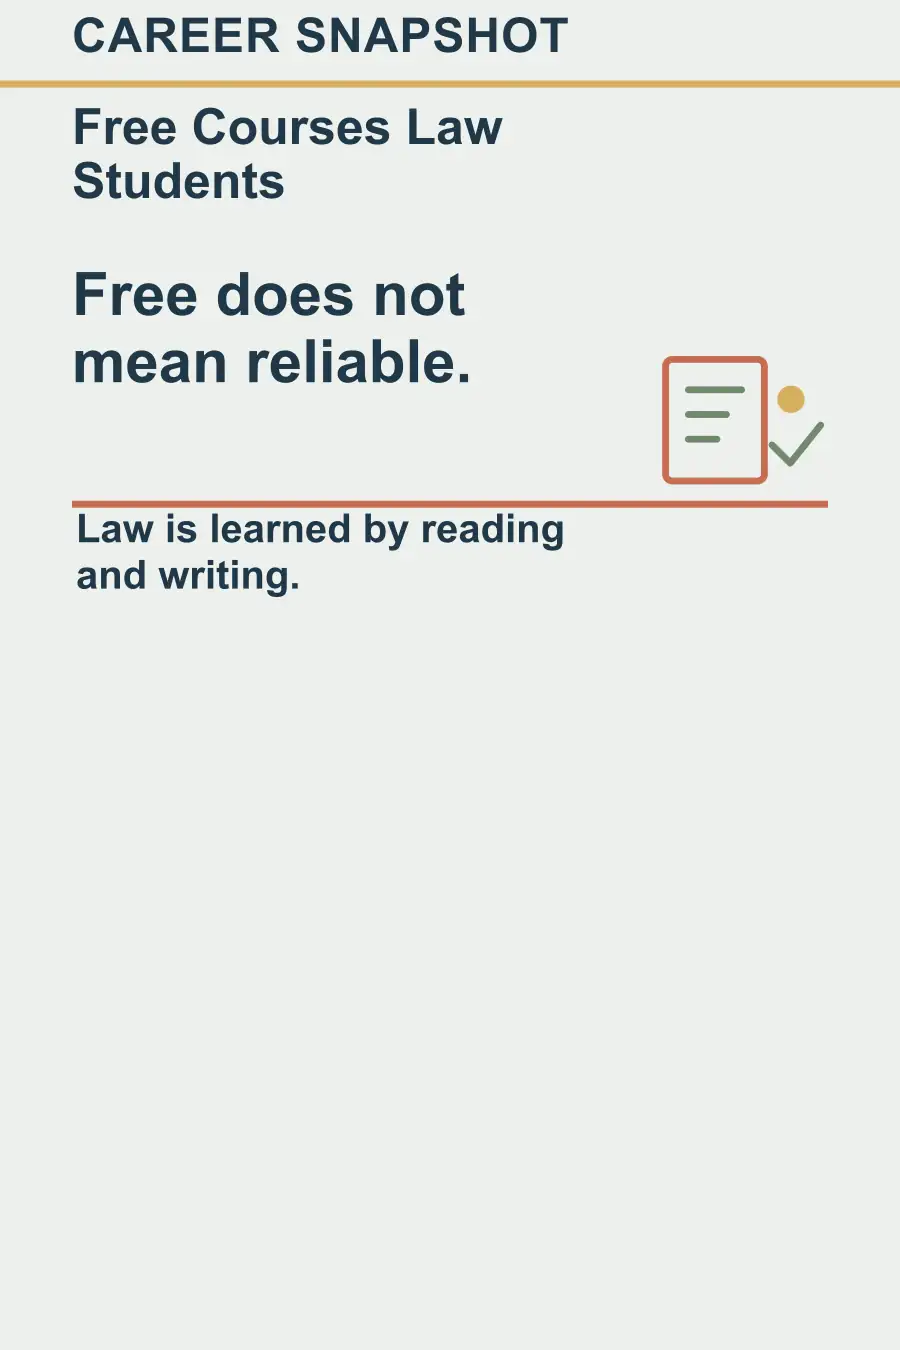 CAREER SNAPSHOT
Free Courses Law
Students
Free does not
mean reliable.
Law is learned by reading
and writing.